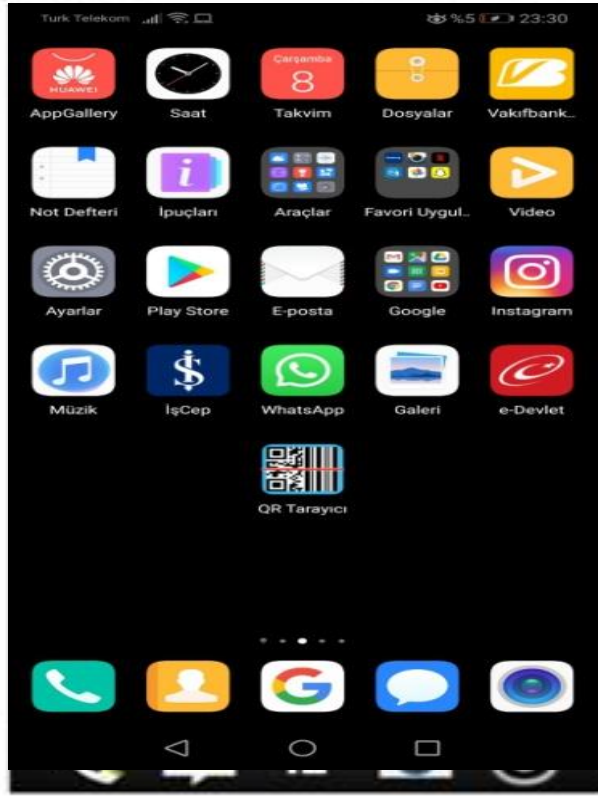 Turk Telekom %5 23:30
Çarşamba
8
HUAWEI
AppGallery Saat Takvim Dosyalar Vakıfbank..
Not Defteri İpuçları Araçlar Favori Uygul.. Video
Ayarlar Play Store E-posta Google Instagram
Müzik İşCep WhatsApp Galeri e-Devlet
QR Tarayıcı